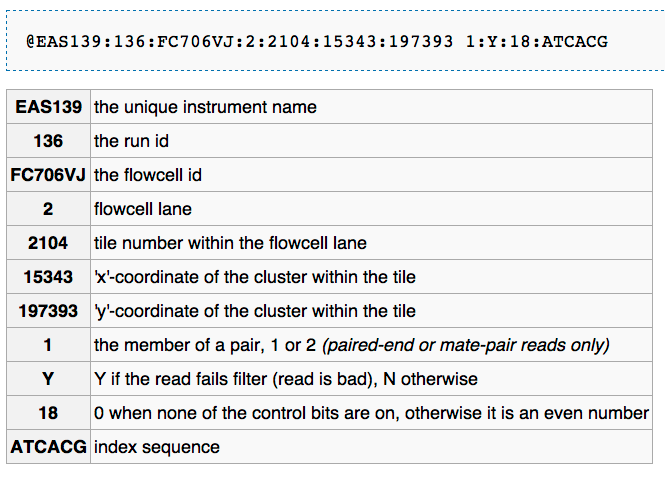 @EAS139:136:FC706VJ:2:2104:15343:197393 1:Y:18:ATCACG
EAS139 the unique instrument name
136 the run id
FC706VJ the flowcell id
2 flowcell lane
2104 tile number within the flowcell lane
15343 'x'-coordinate of the cluster within the tile
197393 'y'-coordinate of the cluster within the tile
1 the member of a pair, 1 or 2 (paired-end or mate-pair reads only)
Y Y if the read fails filter (read is bad), N otherwise
18 0 when none of the control bits are on, otherwise it is an even number
ATCACG index sequence